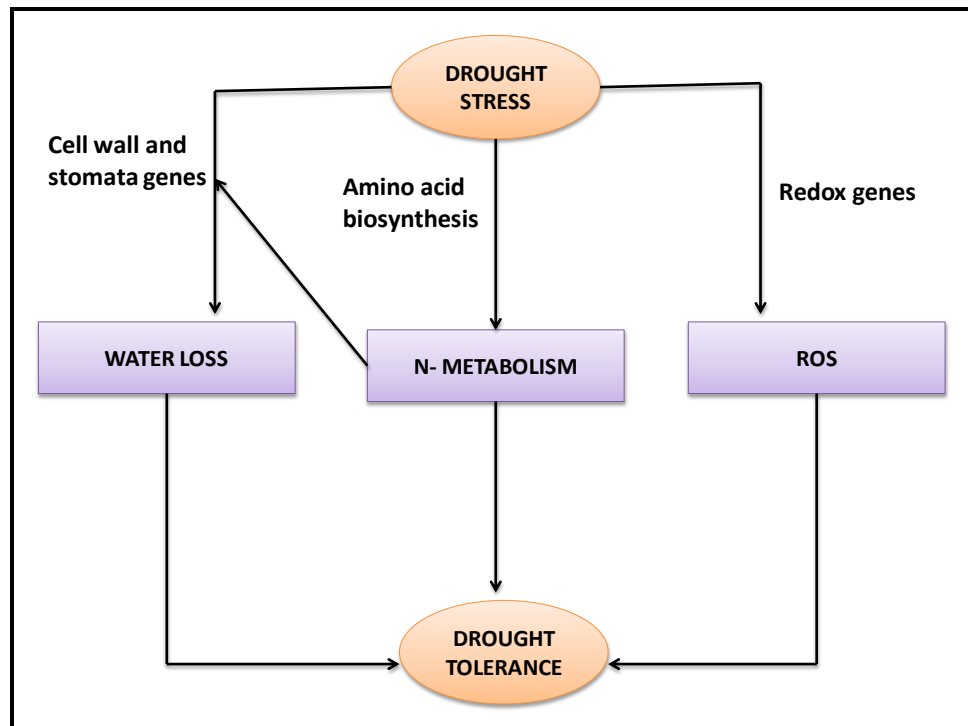 DROUGHT
STRESS
Cell wall and
stomata genes
Amino acid
biosynthesis
Redox genes
WATER LOSS
N- METABOLISM
ROS
DROUGHT
TOLERANCE